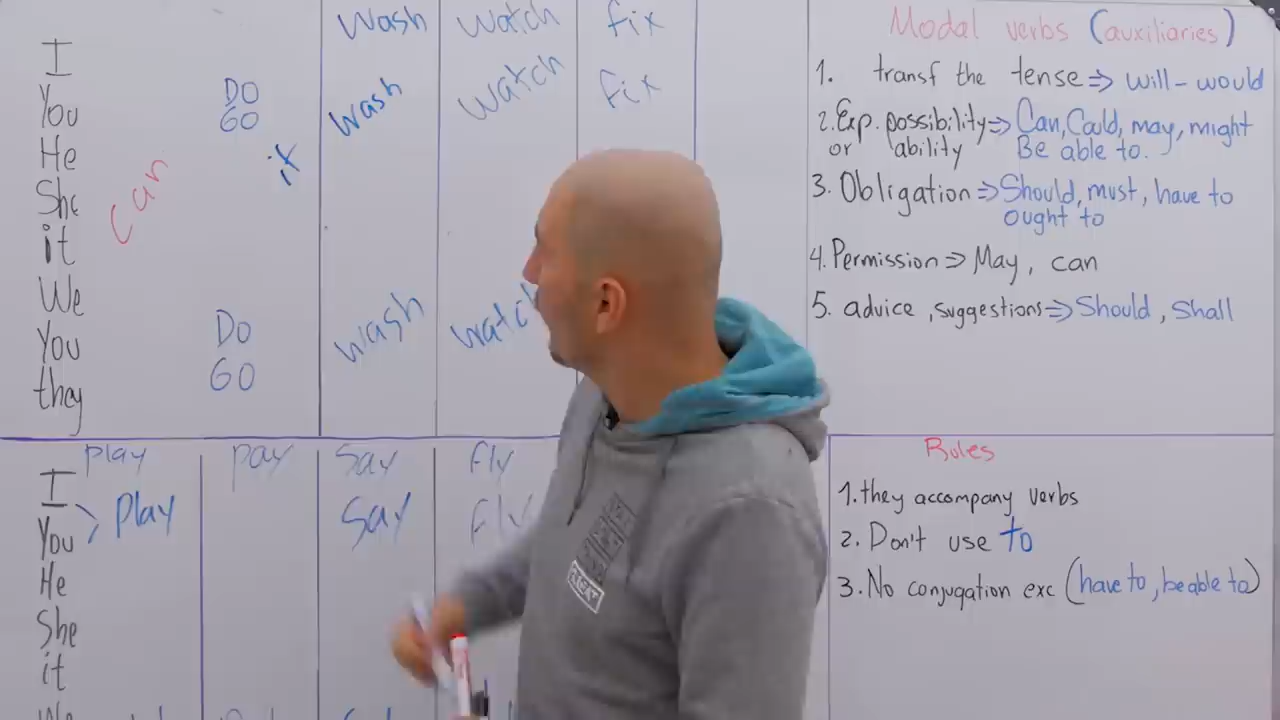 wash watch fix
I
You DO wash watch fix
GO
He it
She can
it
We
You Do wash watch
they GO
play pay Say fly
I
You Play Say fly
He
She
it
We
Modal verbs (auxiliaries)
1. transf the tense => will - would
2. Exp. possibility => Can, Could, may, might
or ability Be able to.
3. Obligation => Should, must, have to
ought to
4. Permission => May, can
5. advice, suggestions => Should, Shall
Rules
1. they accompany verbs
2. Don't use to
3. No conjugation exc (have to, be able to)